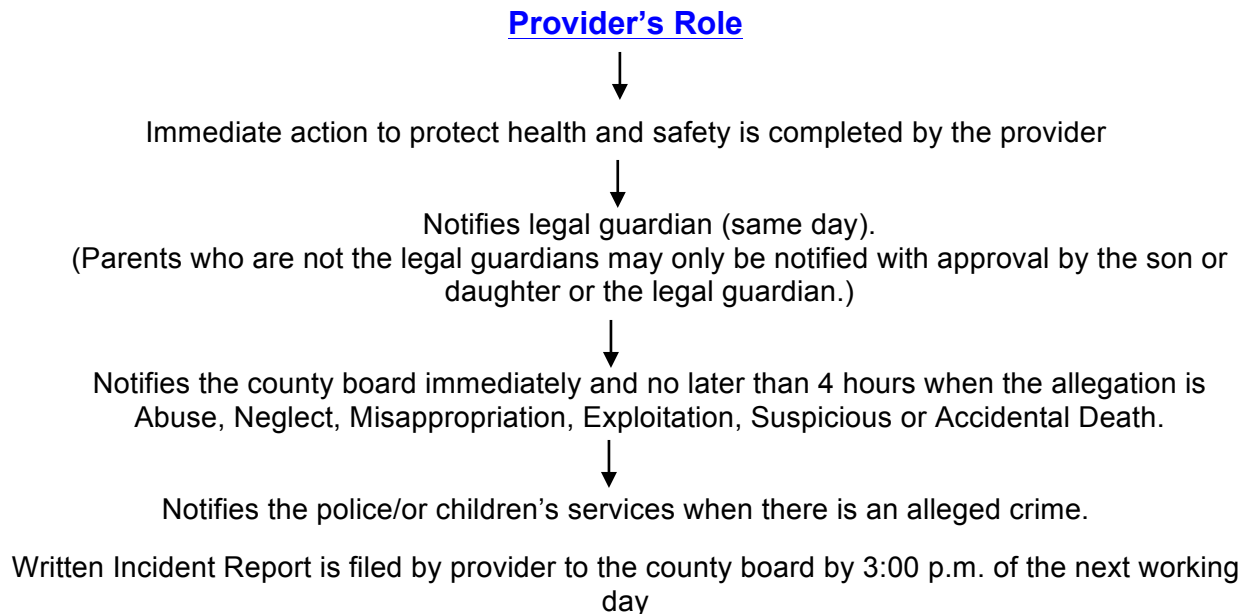 Provider’s Role
Immediate action to protect health and safety is completed by the provider
Notifies legal guardian (same day).
(Parents who are not the legal guardians may only be notified with approval by the son or
daughter or the legal guardian.)
Notifies the county board immediately and no later than 4 hours when the allegation is
Abuse, Neglect, Misappropriation, Exploitation, Suspicious or Accidental Death.
Notifies the police/or children’s services when there is an alleged crime.
Written Incident Report is filed by provider to the county board by 3:00 p.m. of the next working
day